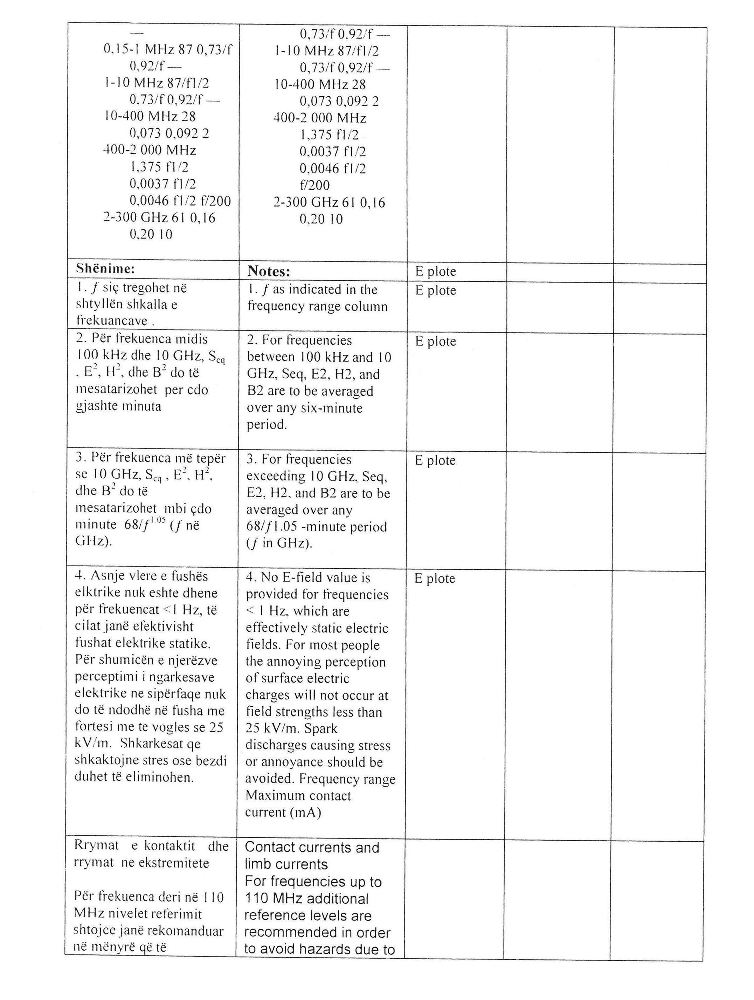 —
0,15-1 MHz 87 0,73/f
0,92/f —
1-10 MHz 87/f1/2
0,73/f 0,92/f —
10-400 MHz 28
0,073 0,092 2
400-2 000 MHz
1,375 f1/2
0,0037 f1/2
0,0046 f1/2 f/200
2-300 GHz 61 0,16
0,20 10
0,73/f 0,92/f —
1-10 MHz 87/f1/2
0,73/f 0,92/f —
10-400 MHz 28
0,073 0,092 2
400-2 000 MHz
1,375 f1/2
0,0037 f1/2
0,0046 f1/2
f/200
2-300 GHz 61 0,16
0,20 10
Shënime:
Notes:
E plote
1. f siç tregohet në
shtyllën shkalla e
frekuancave .
1. f as indicated in the
frequency range column
E plote
2. Për frekuenca midis
100 kHz dhe 10 GHz, Scq
, E², H², dhe B² do të
mesatarizohet per cdo
gjashte minuta
2. For frequencies
between 100 kHz and 10
GHz, Seq, E2, H2, and
B2 are to be averaged
over any six-minute
period.
E plote
3. Për frekuenca më tepër
se 10 GHz, Scq , E², H²,
dhe B² do të
mesatarizohet mbi çdo
minute 68/f¹·⁰⁵ (f në
GHz).
3. For frequencies
exceeding 10 GHz, Seq,
E2, H2, and B2 are to be
averaged over any
68/f1.05 -minute period
(f in GHz).
E plote
4. Asnje vlere e fushës
elktrike nuk eshte dhene
për frekuencat <1 Hz, të
cilat janë efektivisht
fushat elektrike statike.
Për shumicën e njerëzve
perceptimi i ngarkesave
elektrike ne sipërfaqe nuk
do të ndodhë në fusha me
fortesi me te vogles se 25
kV/m. Shkarkesat qe
shkaktojne stres ose bezdi
duhet të eliminohen.
4. No E-field value is
provided for frequencies
< 1 Hz, which are
effectively static electric
fields. For most people
the annoying perception
of surface electric
charges will not occur at
field strengths less than
25 kV/m. Spark
discharges causing stress
or annoyance should be
avoided. Frequency range
Maximum contact
current (mA)
E plote
Rrymat e kontaktit dhe
rrymat ne ekstremitete
Për frekuenca deri në 110
MHz nivelet referimit
shtojce janë rekomanduar
në mënyrë që të
Contact currents and
limb currents
For frequencies up to
110 MHz additional
reference levels are
recommended in order
to avoid hazards due to